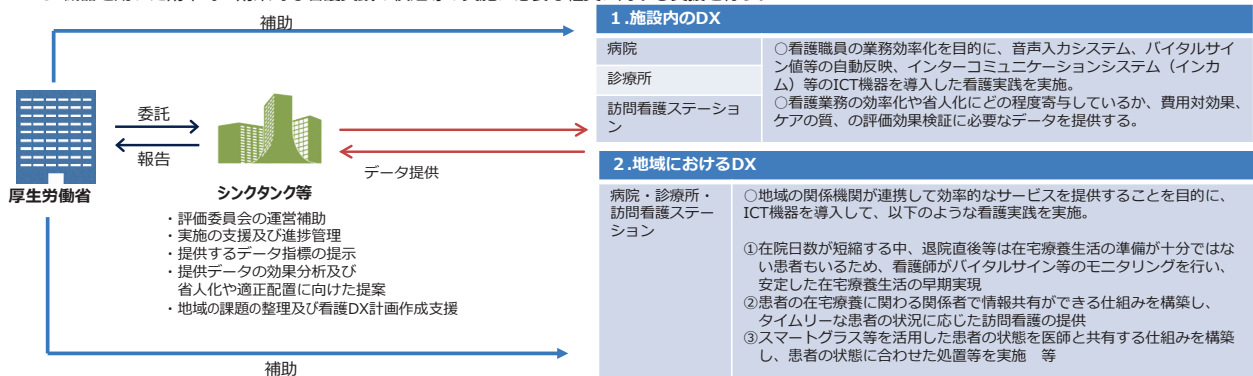 補助
厚生労働省
委託
報告
シンクタンク等
・評価委員会の運営補助
・実施の支援及び進捗管理
・提供するデータ指標の提示
・提供データの効果分析及び
省人化や適正配置に向けた提案
・地域の課題の整理及び看護DX計画作成支援
データ提供
補助
1.施設内のDX
病院
診療所
訪問看護ステーショ
ン
○看護職員の業務効率化を目的に、音声入力システム、バイタルサイ
ン値等の自動反映、インターコミュニケーションシステム（インカ
ム）等のICT機器を導入した看護実践を実施。
○看護業務の効率化や省人化にどの程度寄与しているか、費用対効果、
ケアの質、の評価効果検証に必要なデータを提供する。
2.地域におけるDX
病院・診療所・
訪問看護ステー
ション
○地域の関係機関が連携して効率的なサービスを提供することを目的に、
ICT機器を導入して、以下のような看護実践を実施。
①在院日数が短縮する中、退院直後等は在宅療養生活の準備が十分ではな
い患者もいるため、看護師がバイタルサイン等のモニタリングを行い、
安定した在宅療養生活の早期実現
②患者の在宅療養に関わる関係者で情報共有ができる仕組みを構築し、
タイムリーな患者の状況に応じた訪問看護の提供
③スマートグラス等を活用した患者の状態を医師と共有する仕組みを構築
し、患者の状態に合わせた処置等を実施　等